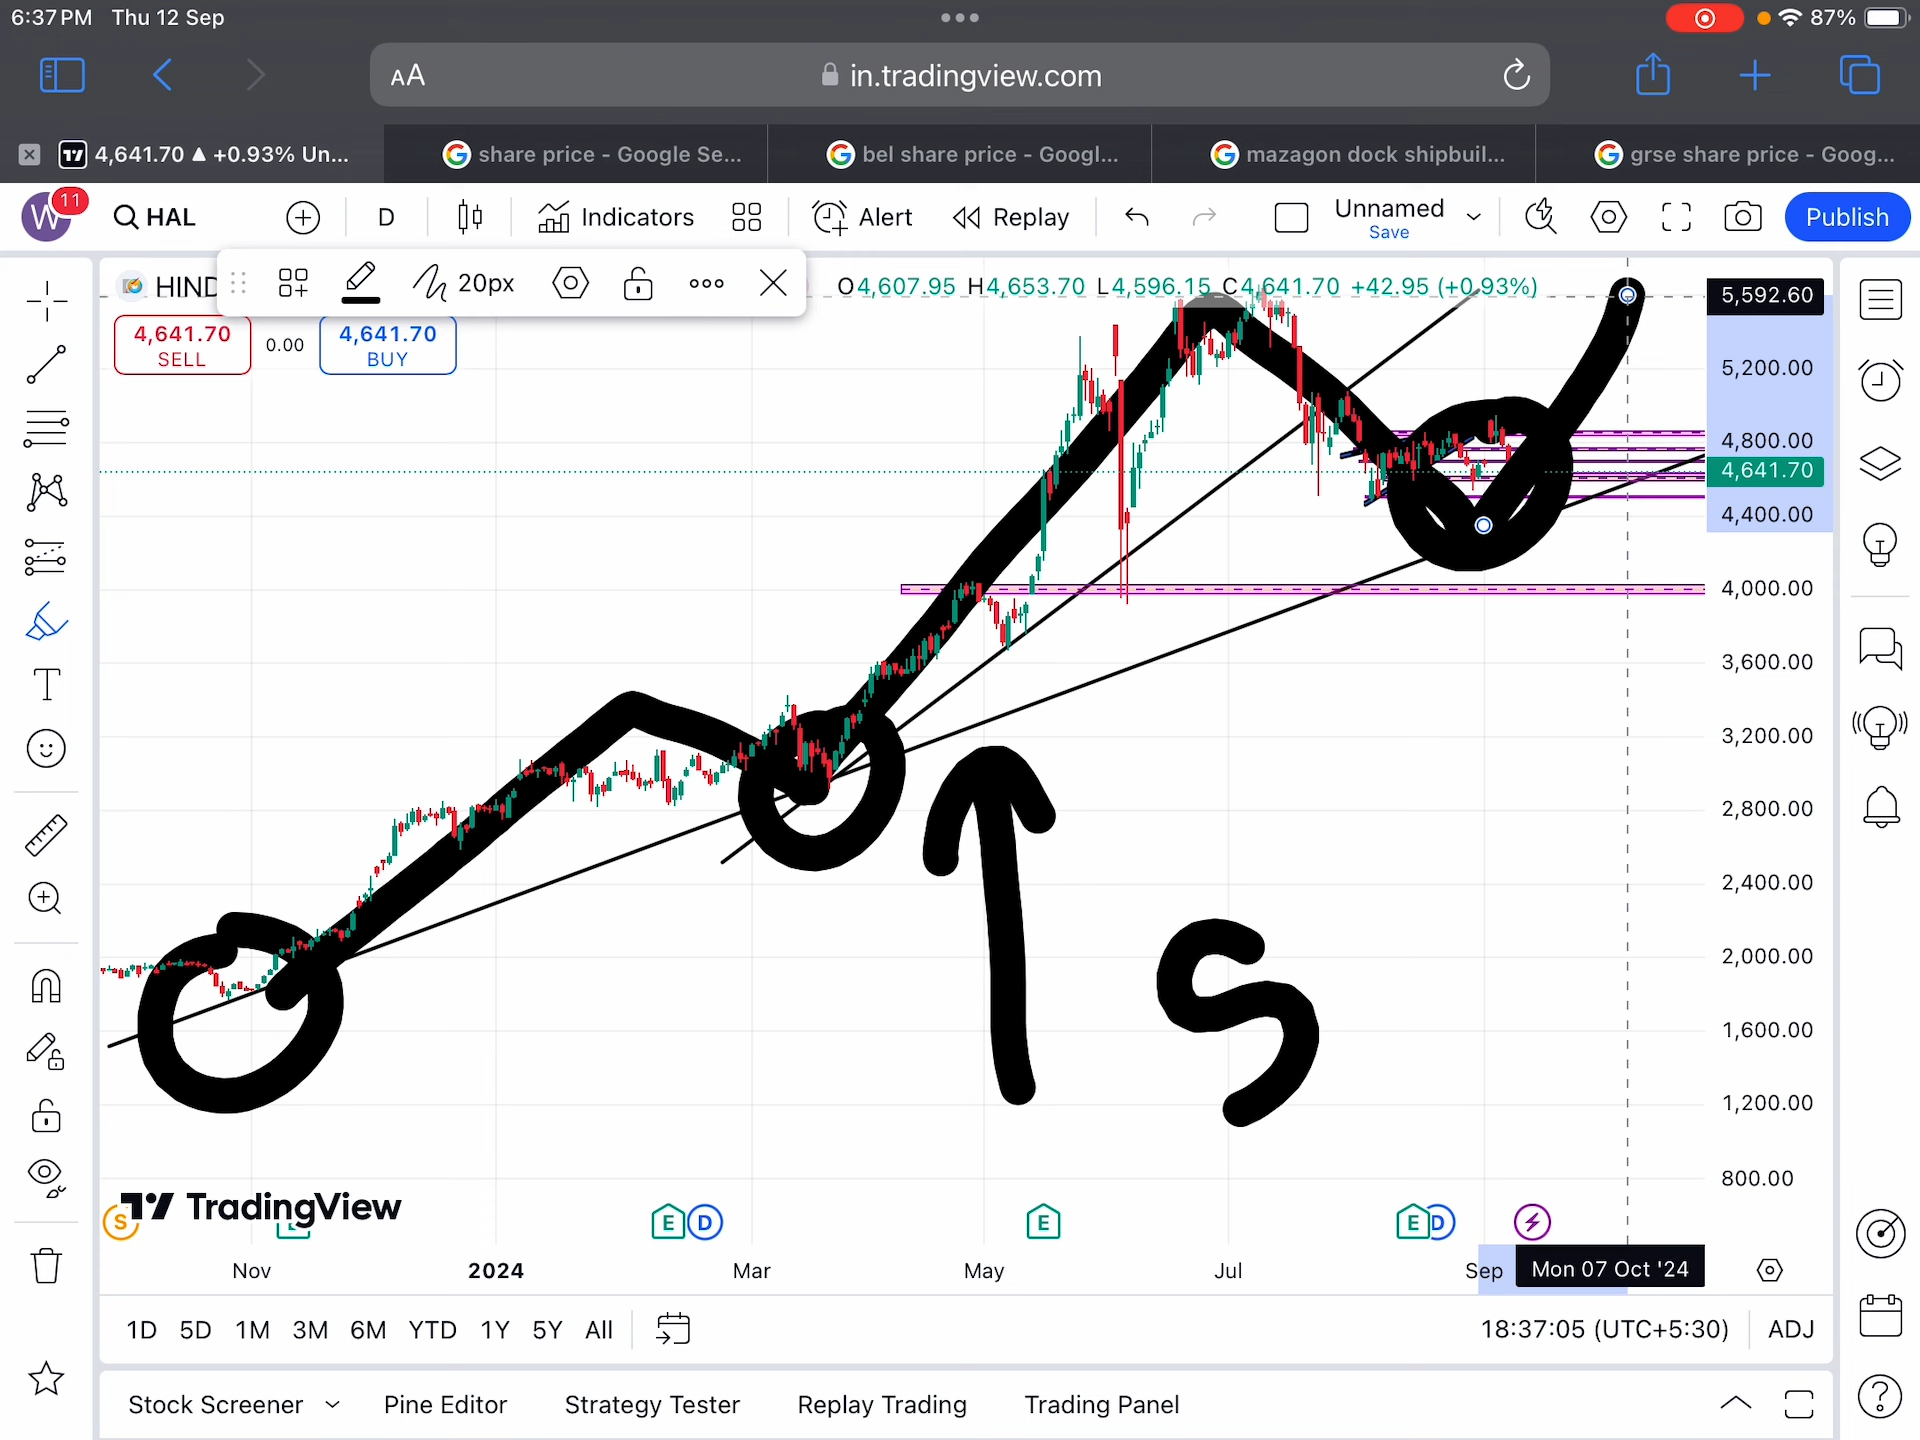 6:37 PM Thu 12 Sep 87%
AA in.tradingview.com
4,641.70 ▲ +0.93% Un...
share price - Google Se...
bel share price - Googl...
mazagon dock shipbuil...
grse share price - Goog...
W 11 HAL D Indicators Alert Replay Unnamed Save Publish
HIND 20px O4,607.95 H4,653.70 L4,596.15 C4,641.70 +42.95 (+0.93%)
4,641.70 SELL 0.00 4,641.70 BUY
5,592.60
5,200.00
4,800.00
4,641.70
4,400.00
4,000.00
3,600.00
3,200.00
2,800.00
2,400.00
2,000.00
1,600.00
1,200.00
800.00
S
TradingView
S E D E E D
Nov 2024 Mar May Jul Sep Mon 07 Oct '24
1D 5D 1M 3M 6M YTD 1Y 5Y All 18:37:05 (UTC+5:30) ADJ
Stock Screener Pine Editor Strategy Tester Replay Trading Trading Panel